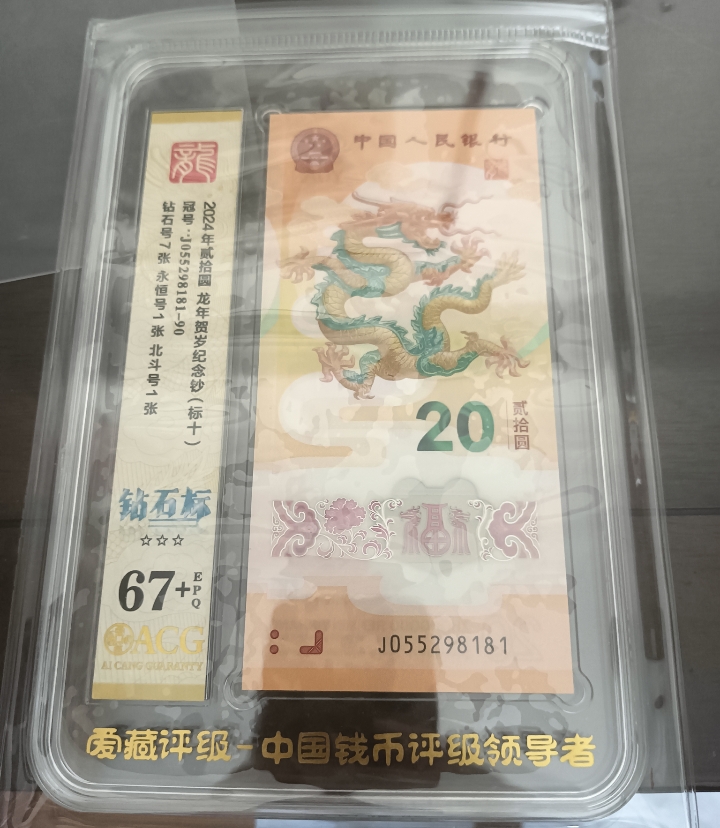 龍
2024年贰拾圆 龙年贺岁纪念钞(标十)
冠号:J055298181-90
钻石号7张 永恒号1张 北斗号1张
钻石标
☆☆☆
67+
EPQ
ACG
AI CANG GUARANTY
中国人民银行
20
贰拾圆
福
J055298181
爱藏评级-中国钱币评级领导者